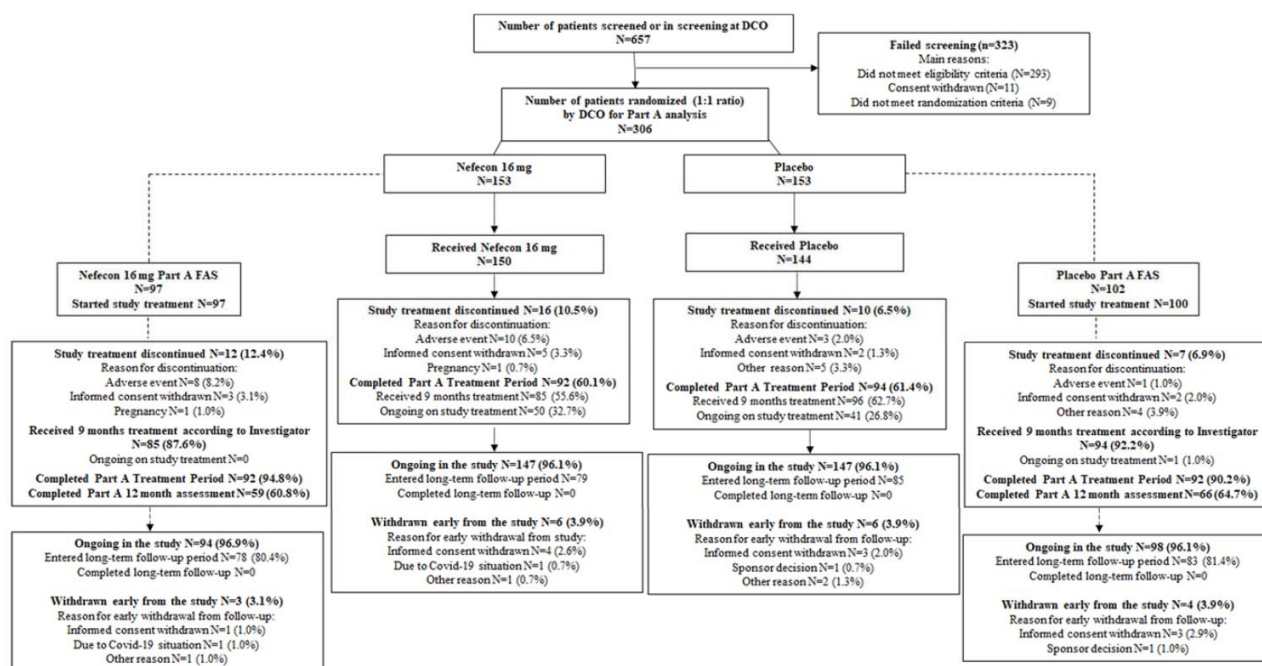 Number of patients screened or in screening at DCO
N=657
Failed screening (n=323)
Main reasons:
Did not meet eligibility criteria (N=293)
Consent withdrawn (N=11)
Did not meet randomization criteria (N=9)
Number of patients randomized (1:1 ratio)
by DCO for Part A analysis
N=306
Nefecon 16 mg
N=153
Placebo
N=153
Received Nefecon 16 mg
N=150
Received Placebo
N=144
Nefecon 16 mg Part A FAS
N=97
Started study treatment N=97
Placebo Part A FAS
N=102
Started study treatment N=100
Study treatment discontinued N=12 (12.4%)
Reason for discontinuation:
Adverse event N=8 (8.2%)
Informed consent withdrawn N=3 (3.1%)
Pregnancy N=1 (1.0%)
Received 9 months treatment according to Investigator
N=85 (87.6%)
Ongoing on study treatment N=0
Completed Part A Treatment Period N=92 (94.8%)
Completed Part A 12 month assessment N=59 (60.8%)
Study treatment discontinued N=16 (10.5%)
Reason for discontinuation:
Adverse event N=10 (6.5%)
Informed consent withdrawn N=5 (3.3%)
Pregnancy N=1 (0.7%)
Completed Part A Treatment Period N=92 (60.1%)
Received 9 months treatment N=85 (55.6%)
Ongoing on study treatment N=50 (32.7%)
Study treatment discontinued N=10 (6.5%)
Reason for discontinuation:
Adverse event N=3 (2.0%)
Informed consent withdrawn N=2 (1.3%)
Other reason N=5 (3.3%)
Completed Part A Treatment Period N=94 (61.4%)
Received 9 months treatment N=96 (62.7%)
Ongoing on study treatment N=41 (26.8%)
Study treatment discontinued N=7 (6.9%)
Reason for discontinuation:
Adverse event N=1 (1.0%)
Informed consent withdrawn N=2 (2.0%)
Other reason N=4 (3.9%)
Received 9 months treatment according to Investigator
N=94 (92.2%)
Ongoing on study treatment N=1 (1.0%)
Completed Part A Treatment Period N=92 (90.2%)
Completed Part A 12 month assessment N=66 (64.7%)
Ongoing in the study N=94 (96.9%)
Entered long-term follow-up period N=78 (80.4%)
Completed long-term follow-up N=0
Withdrawn early from the study N=3 (3.1%)
Reason for early withdrawal from follow-up:
Informed consent withdrawn N=1 (1.0%)
Due to Covid-19 situation N=1 (1.0%)
Other reason N=1 (1.0%)
Ongoing in the study N=147 (96.1%)
Entered long-term follow-up period N=79
Completed long-term follow-up N=0
Withdrawn early from the study N=6 (3.9%)
Reason for early withdrawal from study:
Informed consent withdrawn N=4 (2.6%)
Due to Covid-19 situation N=1 (0.7%)
Other reason N=1 (0.7%)
Ongoing in the study N=147 (96.1%)
Entered long-term follow-up period N=85
Completed long-term follow-up N=0
Withdrawn early from the study N=6 (3.9%)
Reason for early withdrawal from follow-up:
Informed consent withdrawn N=3 (2.0%)
Sponsor decision N=1 (0.7%)
Other reason N=2 (1.3%)
Ongoing in the study N=98 (96.1%)
Entered long-term follow-up period N=83 (81.4%)
Completed long-term follow-up N=0
Withdrawn early from the study N=4 (3.9%)
Reason for early withdrawal from follow-up:
Informed consent withdrawn N=3 (2.9%)
Sponsor decision N=1 (1.0%)